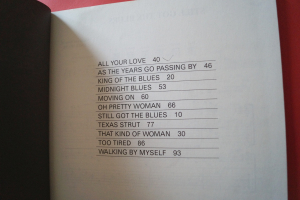 ALL YOUR LOVE 40
AS THE YEARS GO PASSING BY 46
KING OF THE BLUES 20
MIDNIGHT BLUES 53
MOVING ON 60
OH PRETTY WOMAN 66
STILL GOT THE BLUES 10
TEXAS STRUT 77
THAT KIND OF WOMAN 30
TOO TIRED 86
WALKING BY MYSELF 93